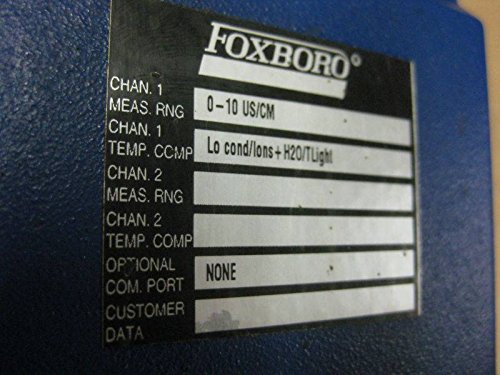 FOXBORO®
CHAN. 1
MEAS. RNG 0-10 US/CM
CHAN. 1
TEMP. COMP Lo cond/Ions+H2O/TLight
CHAN. 2
MEAS. RNG
CHAN. 2
TEMP. COMP
OPTIONAL
COM. PORT NONE
CUSTOMER
DATA